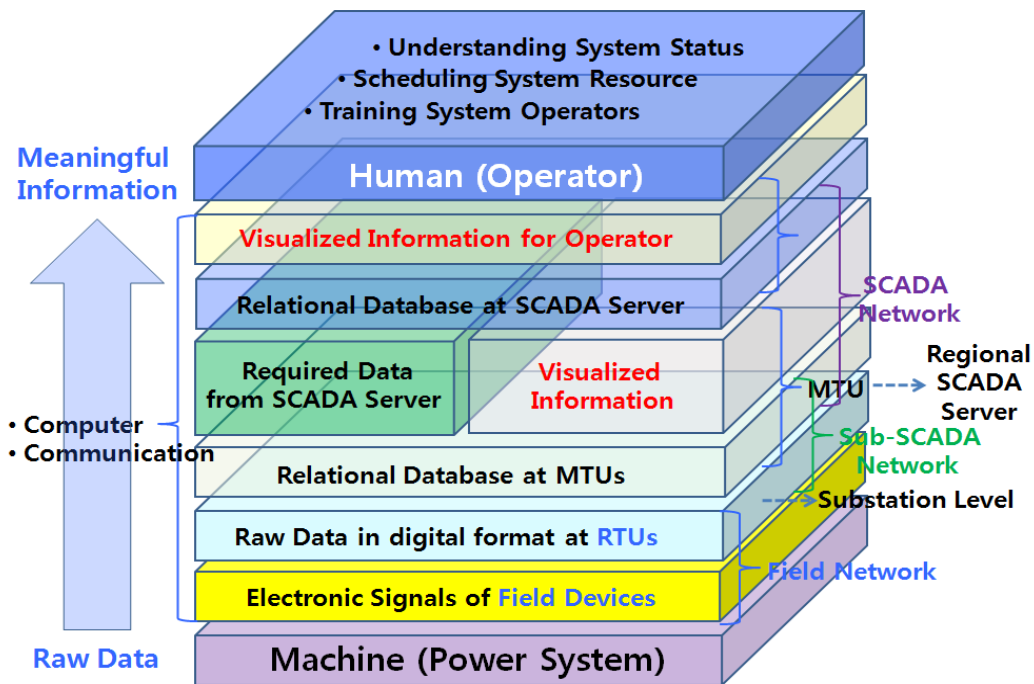 • Understanding System Status
• Scheduling System Resource
• Training System Operators
Meaningful
Information
Human (Operator)
Visualized Information for Operator
Relational Database at SCADA Server
SCADA
Network
Required Data
from SCADA Server
Visualized
Information
MTU
Regional
SCADA
Server
• Computer
• Communication
Sub-SCADA
Network
Relational Database at MTUs
Substation Level
Raw Data in digital format at RTUs
Field Network
Electronic Signals of Field Devices
Raw Data
Machine (Power System)